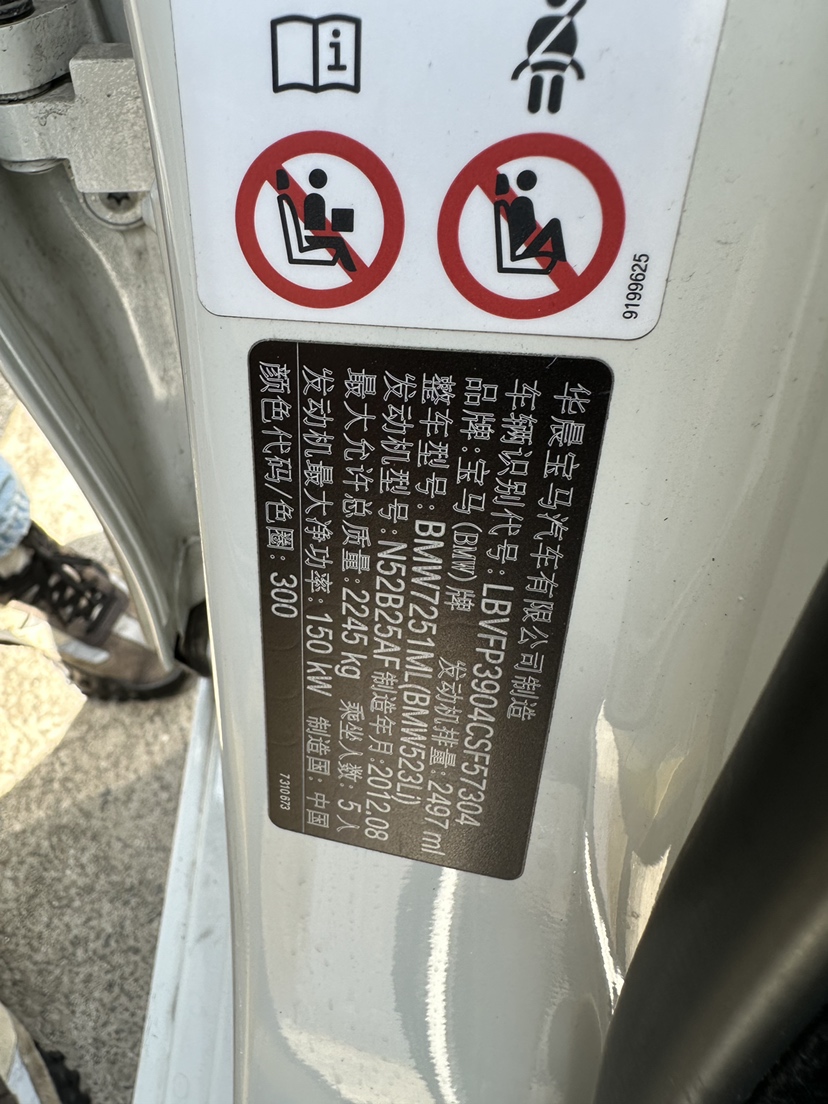 9199625
华晨宝马汽车有限公司制造
车辆识别代号: LBVFP3904CSF57304
品牌: 宝马(BMW)牌 发动机排量: 2497 ml
整车型号: BMW7251ML(BMW523Li)
发动机型号: N52B25AF 制造年月: 2012.08
最大允许总质量: 2245 kg 乘坐人数: 5人
发动机最大净功率: 150 kW 制造国: 中国
颜色代码/色圈: 300
7 310 673